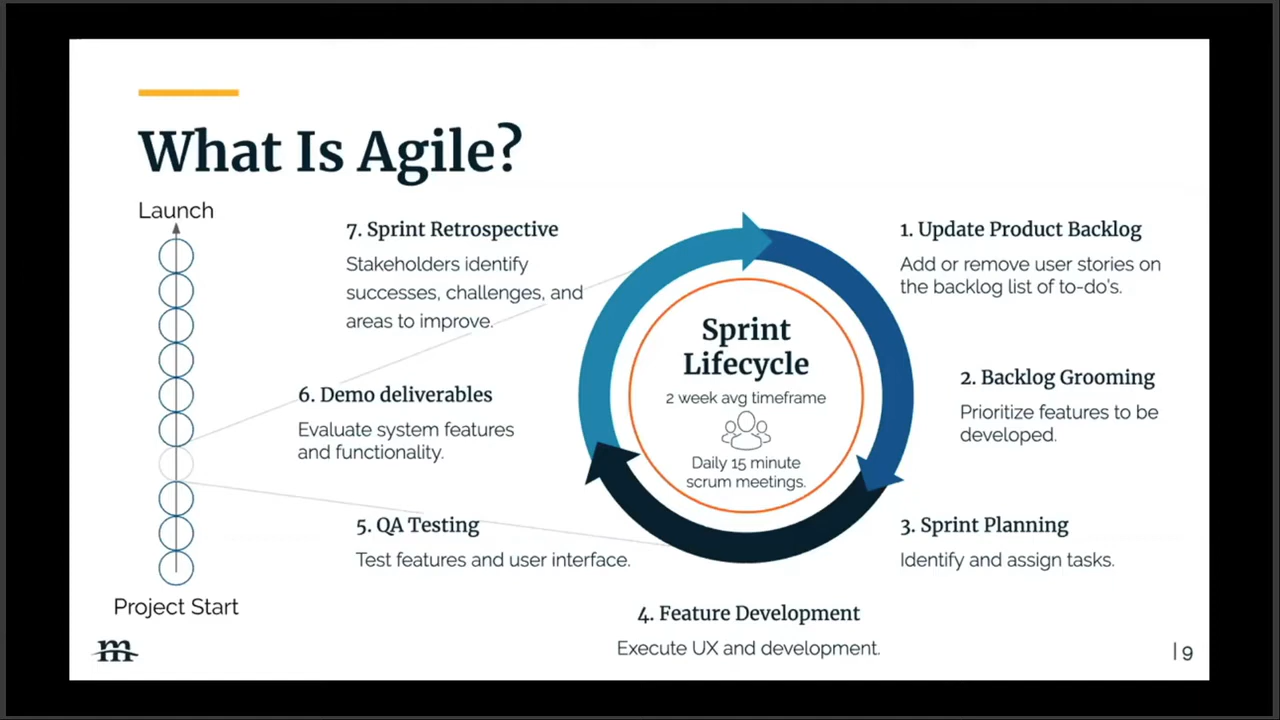 What Is Agile?
Launch
Project Start
Sprint
Lifecycle
2 week avg timeframe
Daily 15 minute
scrum meetings.
1. Update Product Backlog
Add or remove user stories on
the backlog list of to-do's.
2. Backlog Grooming
Prioritize features to be
developed.
3. Sprint Planning
Identify and assign tasks.
4. Feature Development
Execute UX and development.
5. QA Testing
Test features and user interface.
6. Demo deliverables
Evaluate system features
and functionality.
7. Sprint Retrospective
Stakeholders identify
successes, challenges, and
areas to improve.
m
| 9